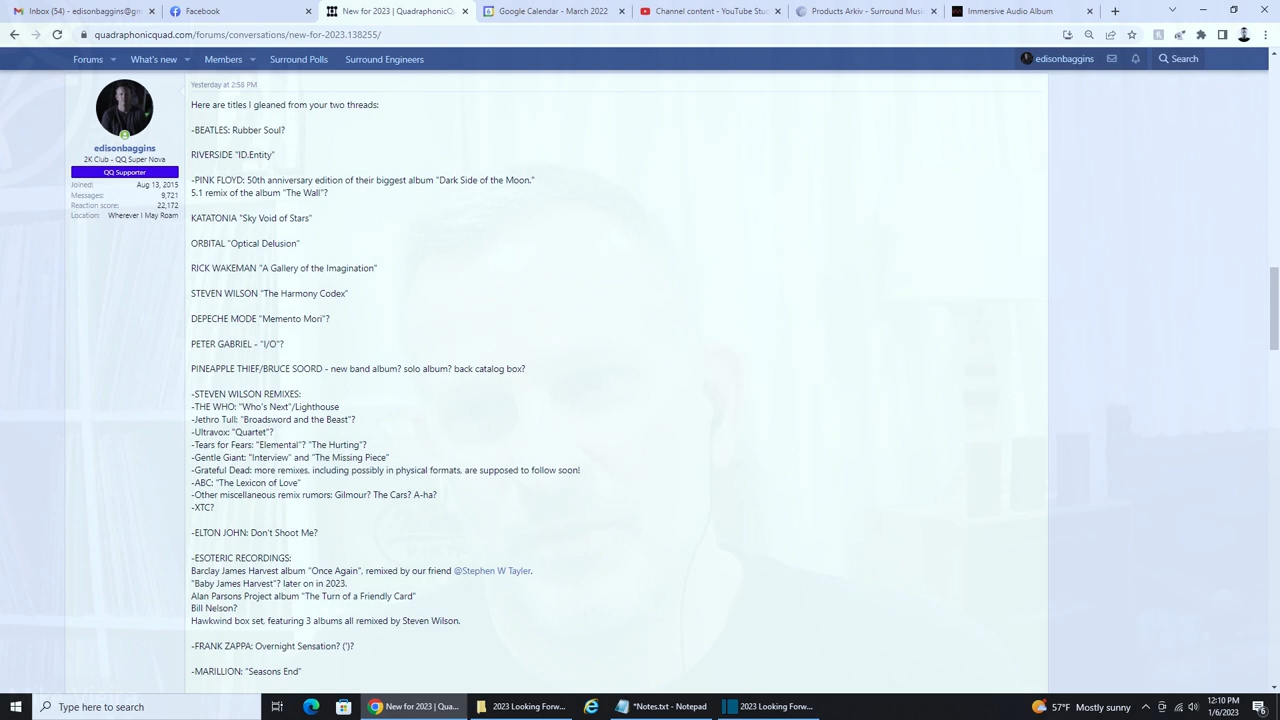 Inbox (154) - edisonbaggins@gm
Facebook
New for 2023 | QuadraphonicQu
Google Calendar - March 2022
Channel content - YouTube Stud
Products Arkiv - Surround Music
Immersive Audio Album
quadraphonicquad.com/forums/conversations/new-for-2023.138255/
Forums What's new Members Surround Polls Surround Engineers edisonbaggins Search
Yesterday at 2:58 PM
edisonbaggins
2K Club - QQ Super Nova
QQ Supporter
Joined: Aug 13, 2015
Messages: 9,721
Reaction score: 22,172
Location: Wherever I May Roam
Here are titles I gleaned from your two threads:
-BEATLES: Rubber Soul?
RIVERSIDE "ID.Entity"
-PINK FLOYD: 50th anniversary edition of their biggest album "Dark Side of the Moon."
5.1 remix of the album "The Wall"?
KATATONIA "Sky Void of Stars"
ORBITAL "Optical Delusion"
RICK WAKEMAN "A Gallery of the Imagination"
STEVEN WILSON "The Harmony Codex"
DEPECHE MODE "Memento Mori"?
PETER GABRIEL - "I/O"?
PINEAPPLE THIEF/BRUCE SOORD - new band album? solo album? back catalog box?
-STEVEN WILSON REMIXES:
-THE WHO: "Who's Next"/Lighthouse
-Jethro Tull: "Broadsword and the Beast"?
-Ultravox: "Quartet"?
-Tears for Fears: "Elemental"? "The Hurting"?
-Gentle Giant: "Interview" and "The Missing Piece"
-Grateful Dead: more remixes, including possibly in physical formats, are supposed to follow soon!
-ABC: "The Lexicon of Love"
-Other miscellaneous remix rumors: Gilmour? The Cars? A-ha?
-XTC?
-ELTON JOHN: Don't Shoot Me?
-ESOTERIC RECORDINGS:
Barclay James Harvest album "Once Again", remixed by our friend @Stephen W Tayler.
"Baby James Harvest"? later on in 2023.
Alan Parsons Project album "The Turn of a Friendly Card"
Bill Nelson?
Hawkwind box set, featuring 3 albums all remixed by Steven Wilson.
-FRANK ZAPPA: Overnight Sensation? (')?
-MARILLION: "Seasons End"
Type here to search
New for 2023 | Qua...
2023 Looking Forw...
*Notes.txt - Notepad
2023 Looking Forw...
57°F Mostly sunny
12:10 PM
1/6/2023